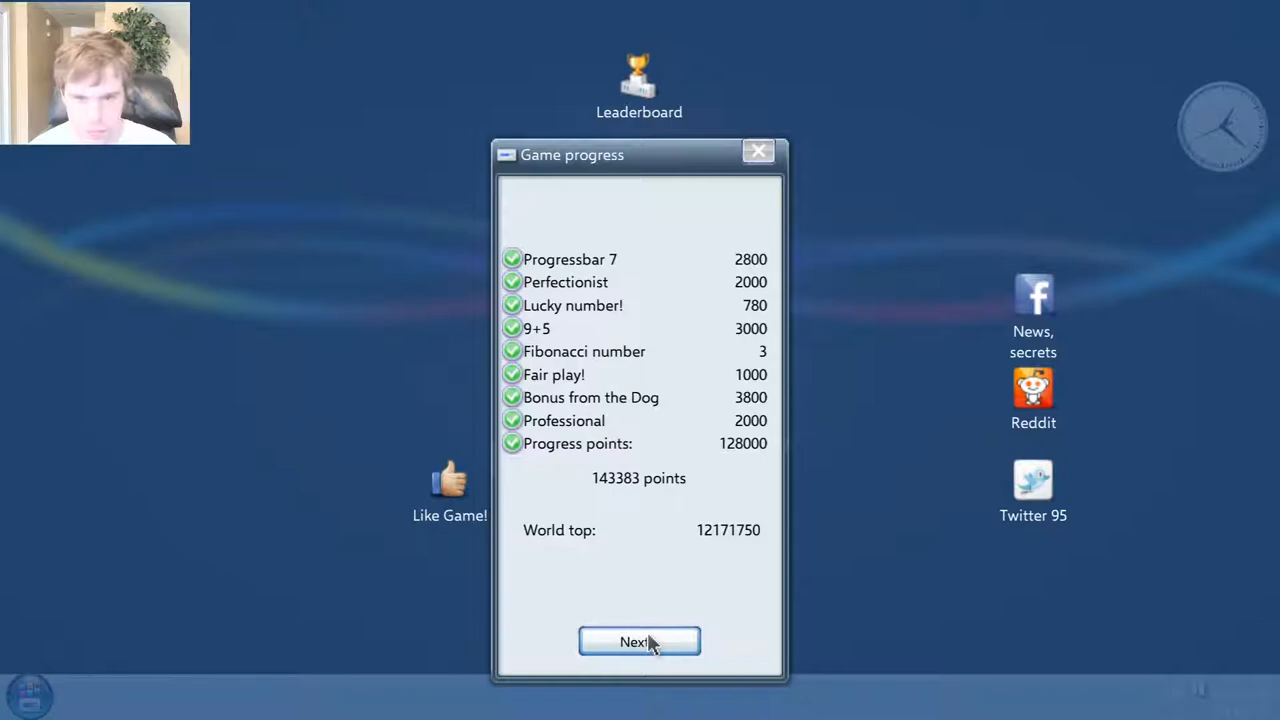 Leaderboard
Game progress
Progressbar 7 2800
Perfectionist 2000
Lucky number! 780
9+5 3000
Fibonacci number 3
Fair play! 1000
Bonus from the Dog 3800
Professional 2000
Progress points: 128000
143383 points
World top: 12171750
Next
Like Game!
News,
secrets
Reddit
Twitter 95